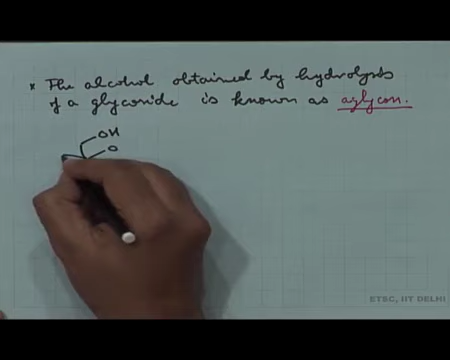 * The alcohol obtained by hydrolysis
of a glycoside is known as aglycon.
OH
O
ETSC, IIT DELHI